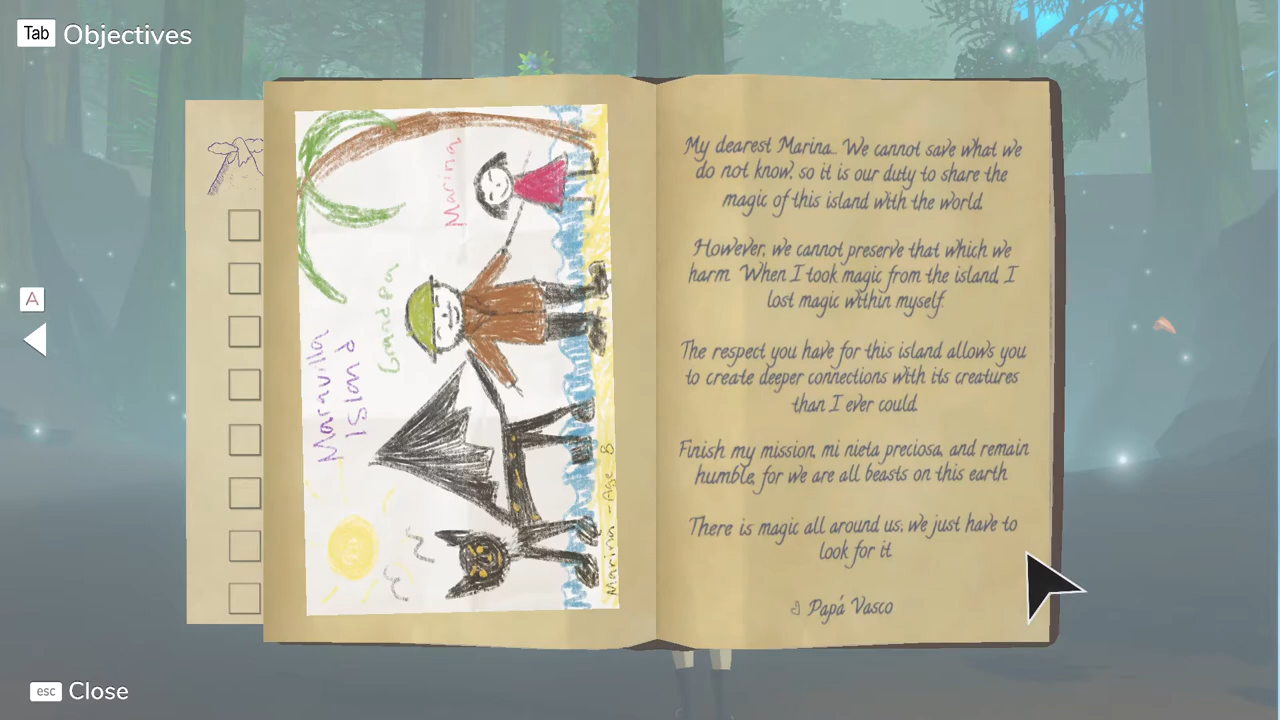 Tab Objectives
Maravilla
Island
Grandpa
Marina
Marina - Age 8
My dearest Marina... We cannot save what we
do not know, so it is our duty to share the
magic of this island with the world.
However, we cannot preserve that which we
harm. When I took magic from the island, I
lost magic within myself.
The respect you have for this island allows you
to create deeper connections with its creatures
than I ever could.
Finish my mission, mi nieta preciosa, and remain
humble, for we are all beasts on this earth
There is magic all around us, we just have to
look for it
Papá Vasco
A
esc Close